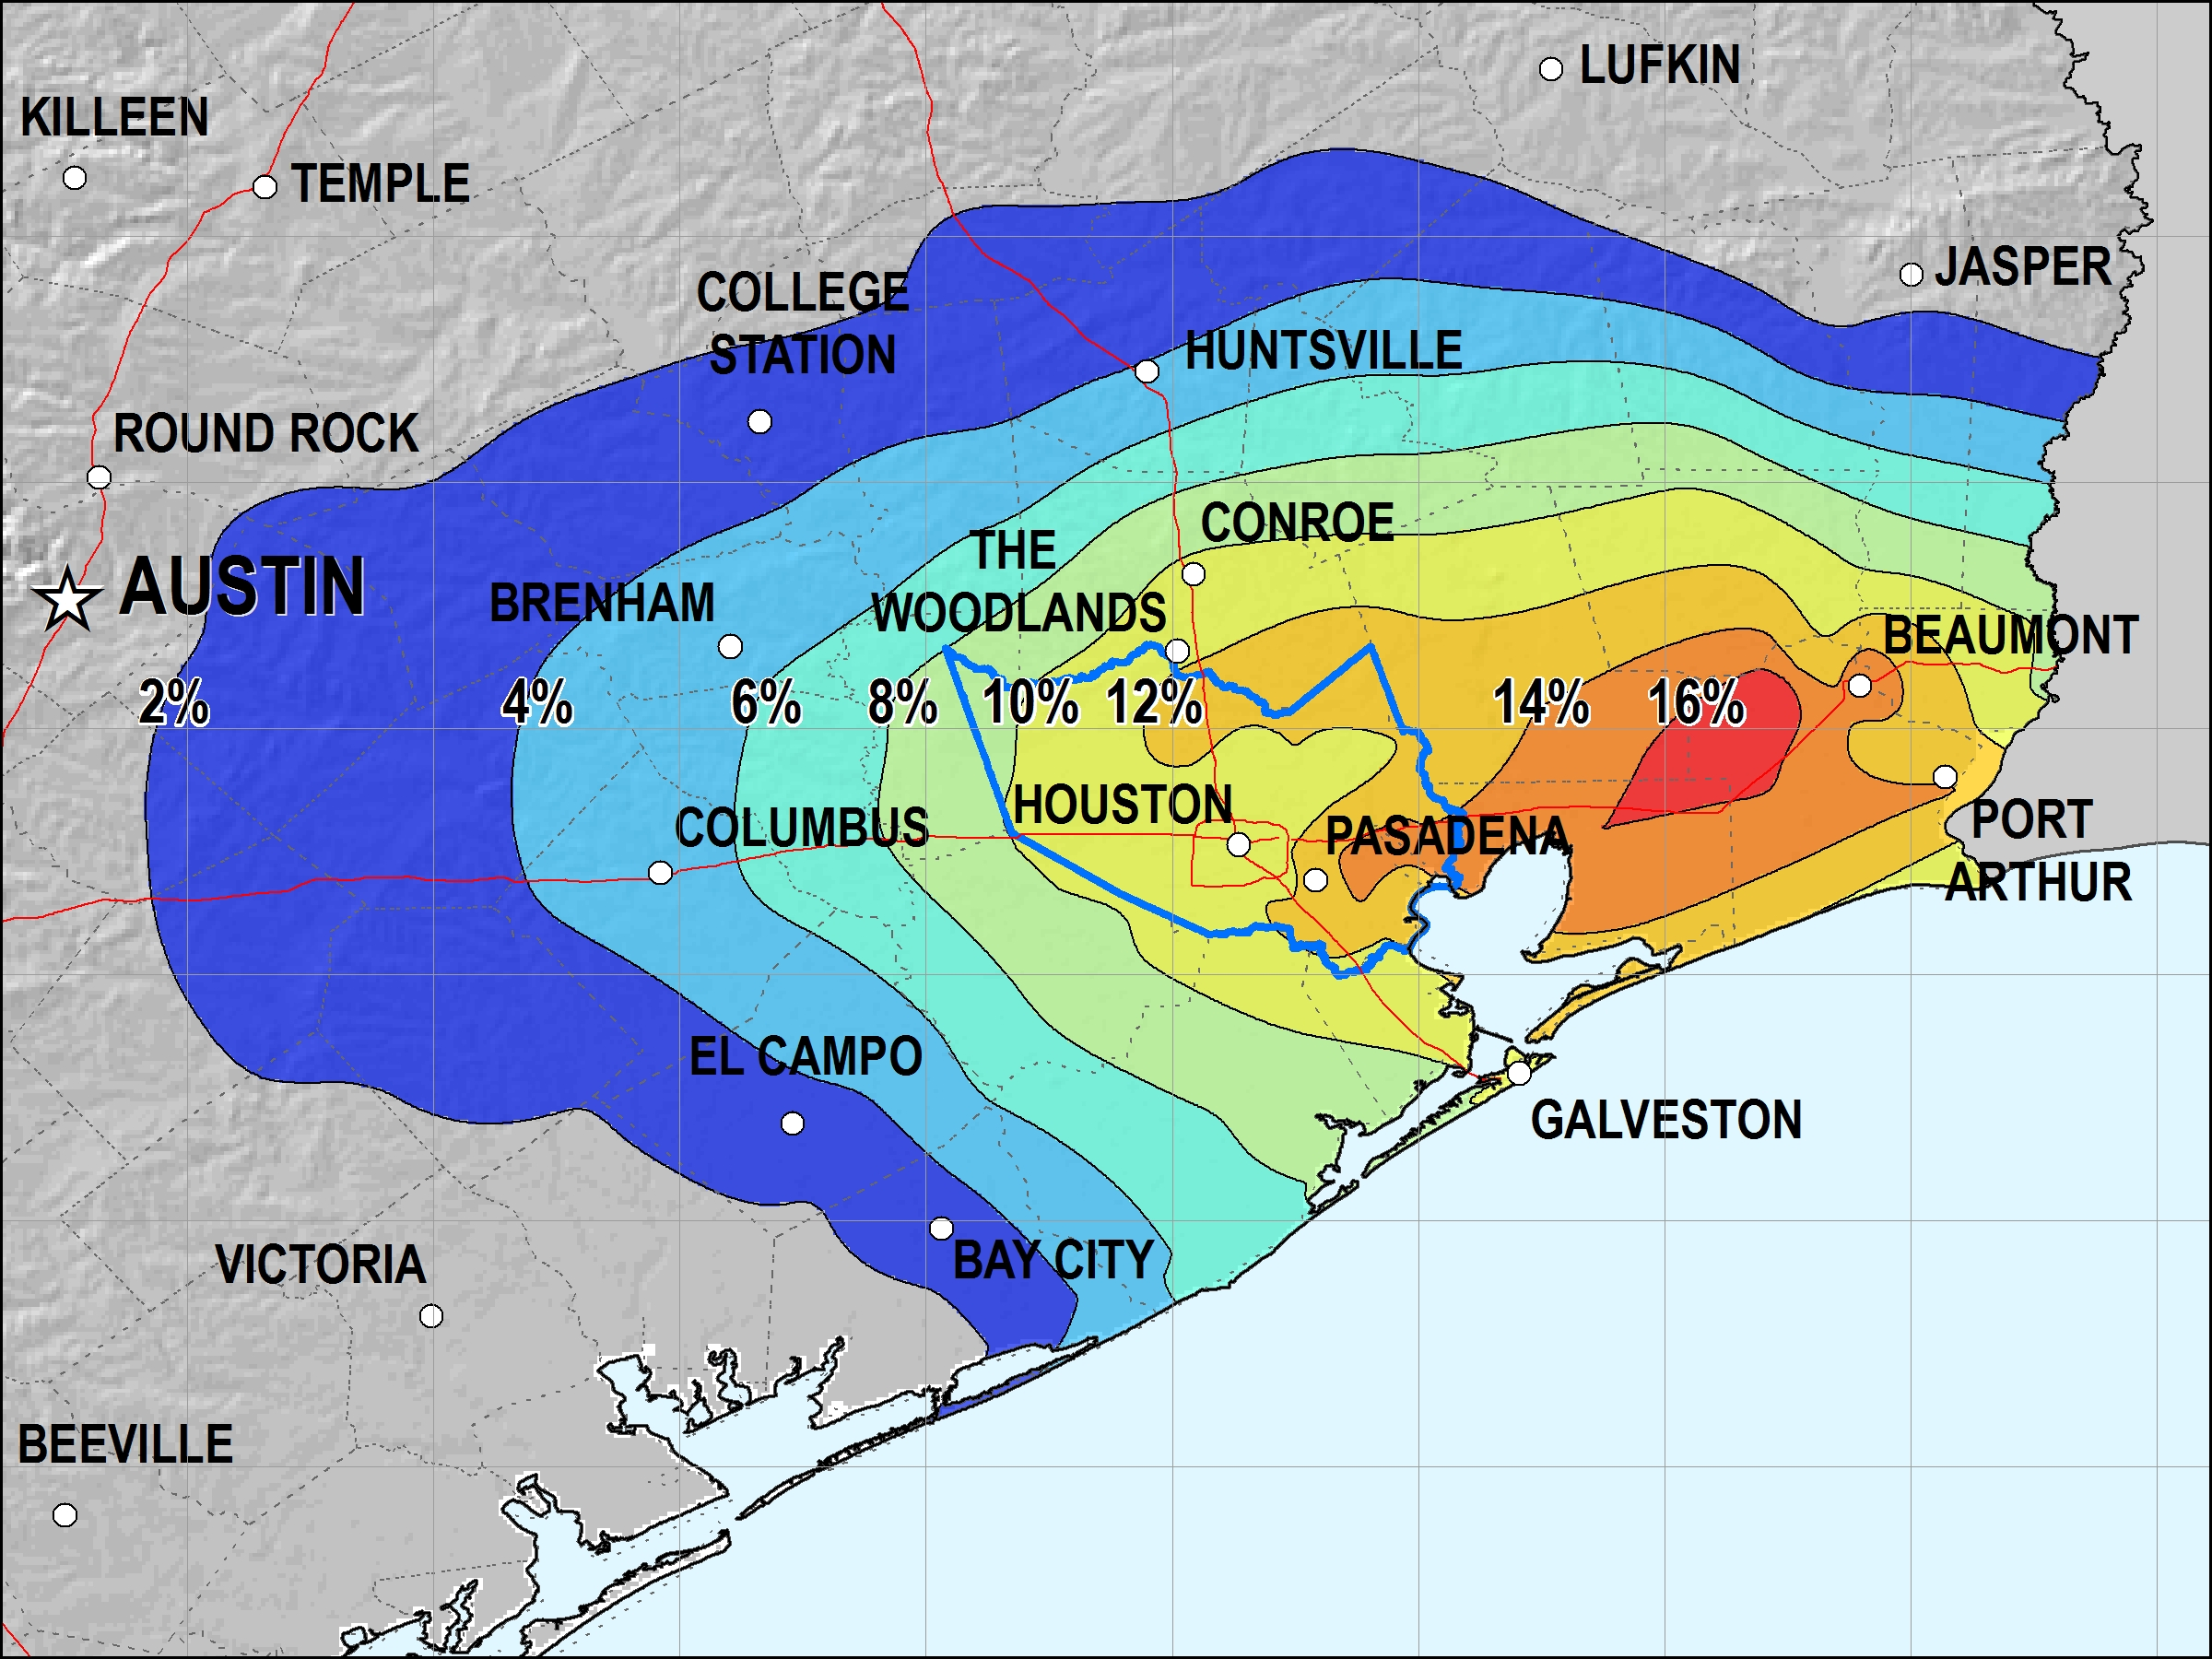 LUFKIN
KILLEEN
TEMPLE
JASPER
COLLEGE
STATION
HUNTSVILLE
ROUND ROCK
CONROE
THE
WOODLANDS
AUSTIN
BRENHAM
BEAUMONT
2%
4%
6%
8%
10%
12%
14%
16%
HOUSTON
COLUMBUS
PASADENA
PORT
ARTHUR
EL CAMPO
GALVESTON
VICTORIA
BAY CITY
BEEVILLE